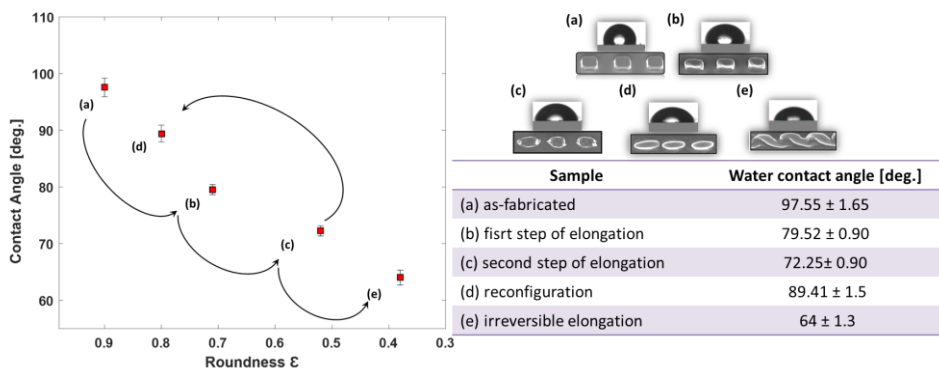 110
100
90
80
70
60
Contact Angle [deg.]
(a)
(d)
(b)
(c)
(e)
0.9 0.8 0.7 0.6 0.5 0.4 0.3
Roundness Ɛ
(a) (b)
(c) (d) (e)
Sample Water contact angle [deg.]
(a) as-fabricated 97.55 ± 1.65
(b) fisrt step of elongation 79.52 ± 0.90
(c) second step of elongation 72.25± 0.90
(d) reconfiguration 89.41 ± 1.5
(e) irreversible elongation 64 ± 1.3